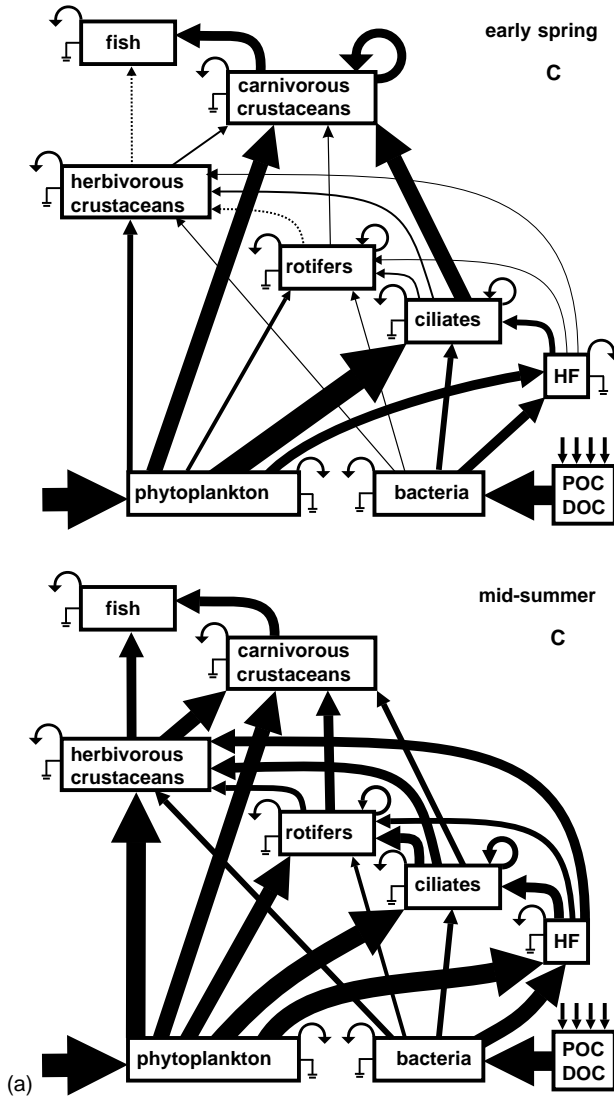 early spring
C
fish
carnivorous
crustaceans
herbivorous
crustaceans
rotifers
ciliates
HF
phytoplankton
bacteria
POC
DOC
mid-summer
C
fish
carnivorous
crustaceans
herbivorous
crustaceans
rotifers
ciliates
HF
phytoplankton
bacteria
POC
DOC
(a)